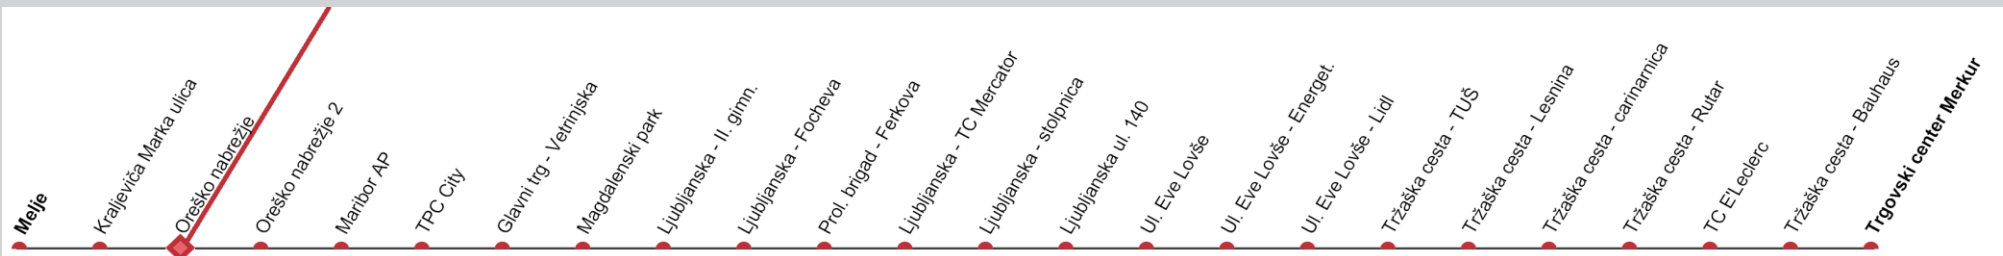 Melje
Kraljeviča Marka ulica
Oreško nabrežje
Oreško nabrežje 2
Maribor AP
TPC City
Glavni trg - Vetrinjska
Magdalenski park
Ljubljanska - II. gimn.
Ljubljanska - Focheva
Prol. brigad - Ferkova
Ljubljanska - TC Mercator
Ljubljanska - stolpnica
Ljubljanska ul. 140
Ul. Eve Lovše
Ul. Eve Lovše - Energet.
Ul. Eve Lovše - Lidl
Tržaška cesta - TUŠ
Tržaška cesta - Lesnina
Tržaška cesta - carinarnica
Tržaška cesta - Rutar
TC E'Leclerc
Tržaška cesta - Bauhaus
Trgovski center Merkur